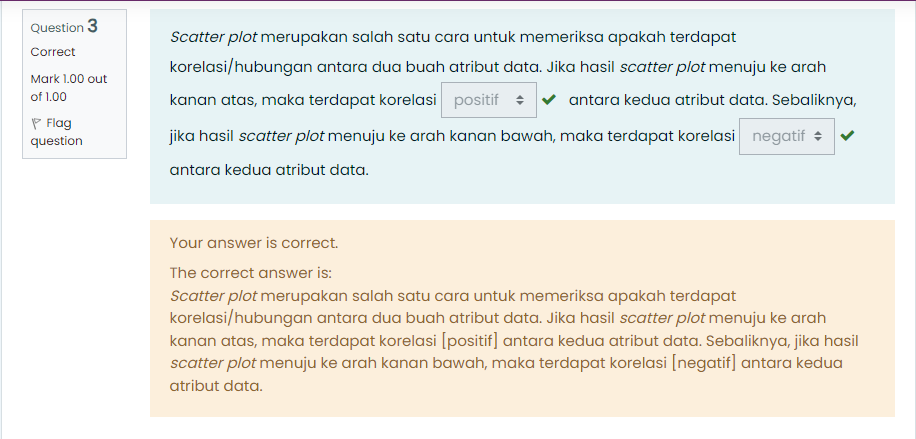 Question 3
Correct
Mark 1.00 out
of 1.00
Flag
question
Scatter plot merupakan salah satu cara untuk memeriksa apakah terdapat
korelasi/hubungan antara dua buah atribut data. Jika hasil scatter plot menuju ke arah
kanan atas, maka terdapat korelasi positif antara kedua atribut data. Sebaliknya,
jika hasil scatter plot menuju ke arah kanan bawah, maka terdapat korelasi negatif
antara kedua atribut data.
Your answer is correct.
The correct answer is:
Scatter plot merupakan salah satu cara untuk memeriksa apakah terdapat
korelasi/hubungan antara dua buah atribut data. Jika hasil scatter plot menuju ke arah
kanan atas, maka terdapat korelasi [positif] antara kedua atribut data. Sebaliknya, jika hasil
scatter plot menuju ke arah kanan bawah, maka terdapat korelasi [negatif] antara kedua
atribut data.